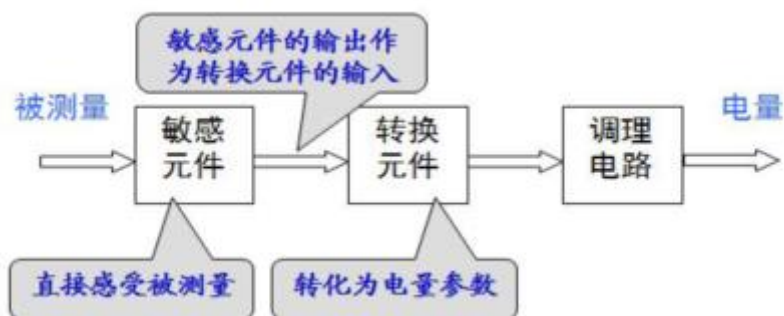 敏感元件的输出作
为转换元件的输入
被测量
电量
敏感
元件
转换
元件
调理
电路
直接感受被测量
转化为电量参数